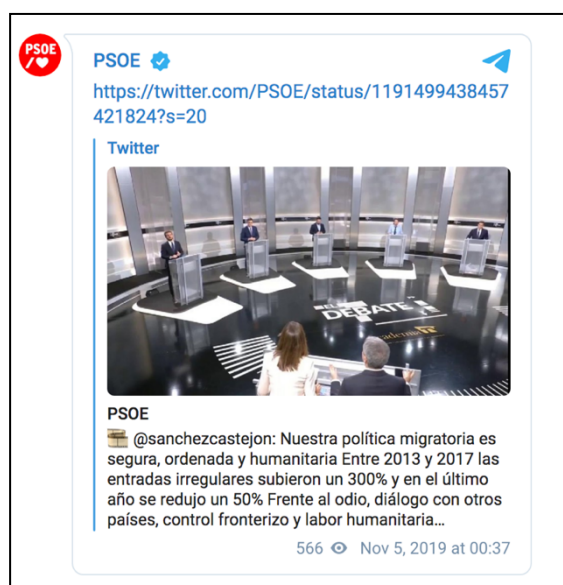 PSOE
PSOE
https://twitter.com/PSOE/status/1191499438457
421824?s=20
Twitter
EL
DEBATE
PSOE
@sanchezcastejon: Nuestra política migratoria es
segura, ordenada y humanitaria Entre 2013 y 2017 las
entradas irregulares subieron un 300% y en el último
año se redujo un 50% Frente al odio, diálogo con otros
países, control fronterizo y labor humanitaria...
566 Nov 5, 2019 at 00:37